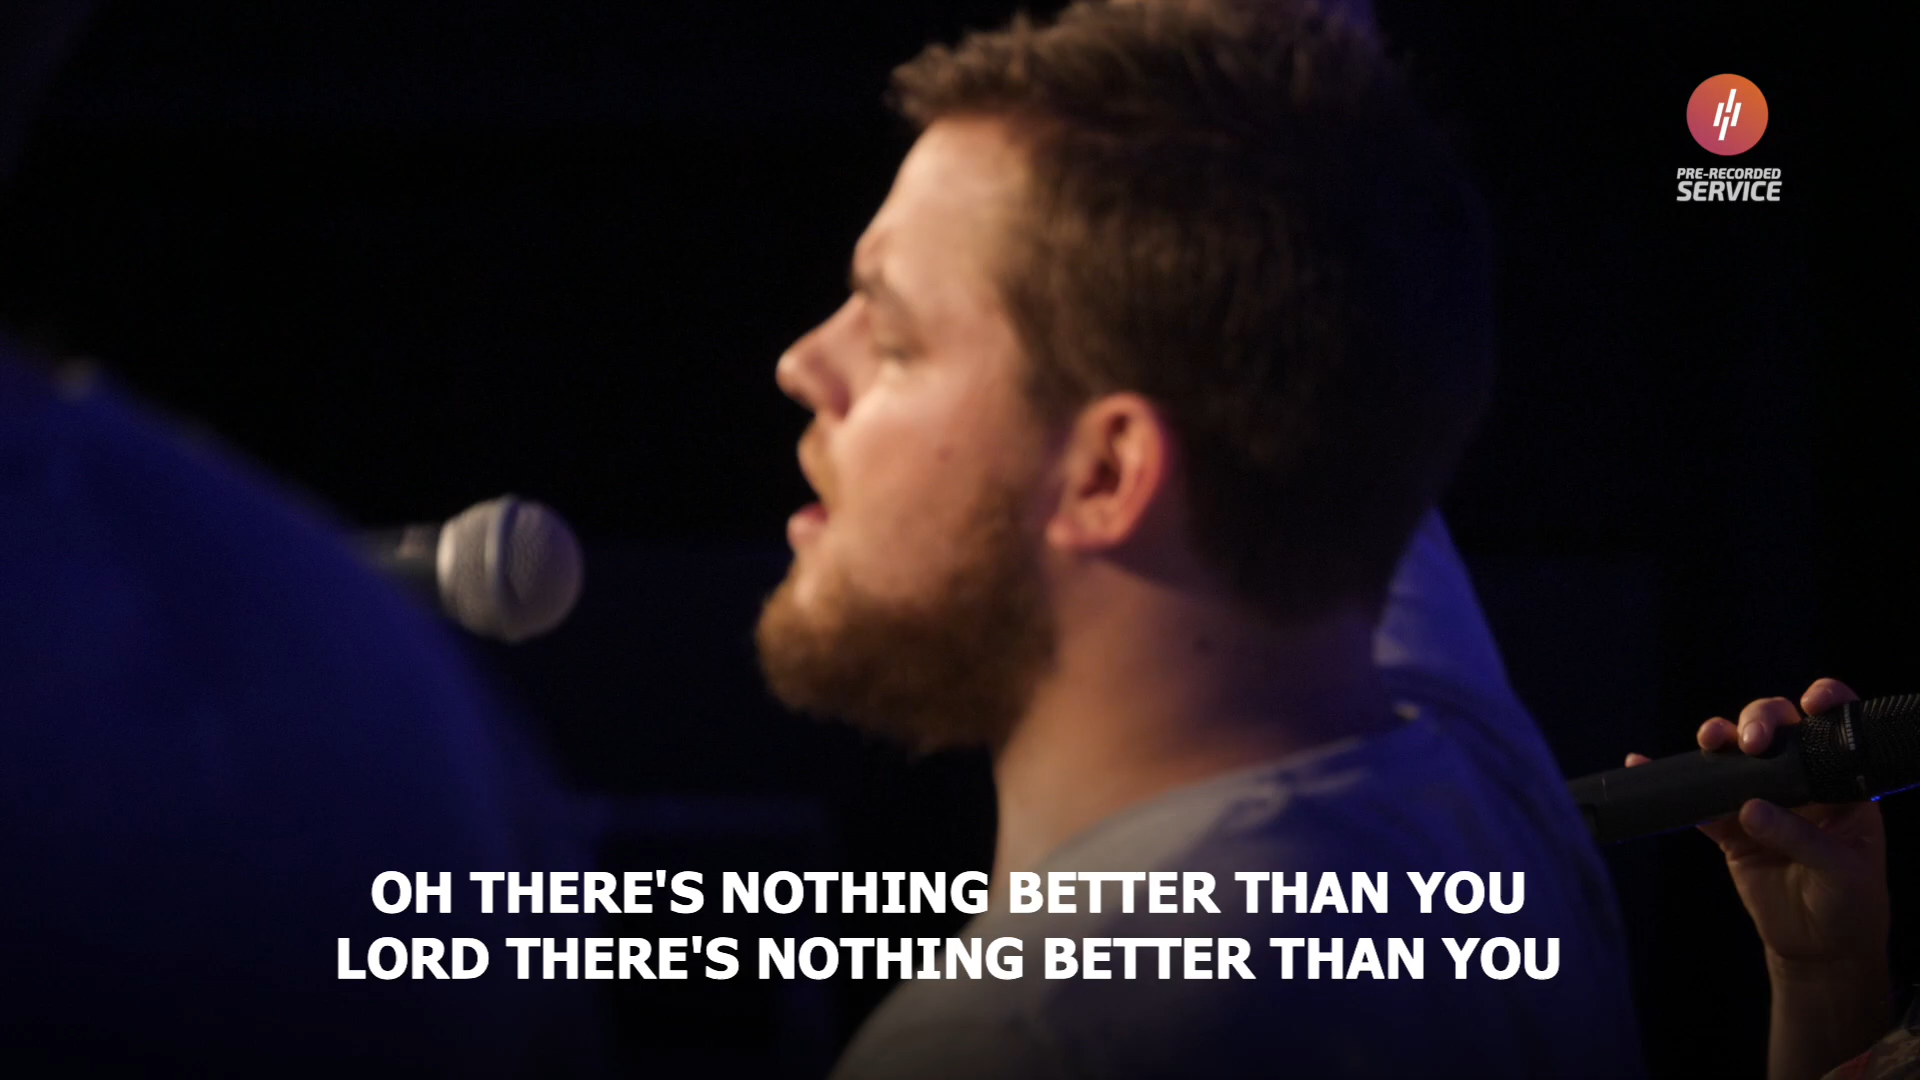 PRE-RECORDED
SERVICE
OH THERE'S NOTHING BETTER THAN YOU
LORD THERE'S NOTHING BETTER THAN YOU